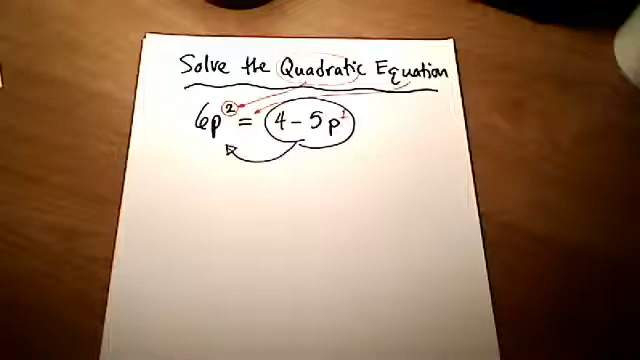 Solve the Quadratic Equation
6p² = 4 - 5p¹